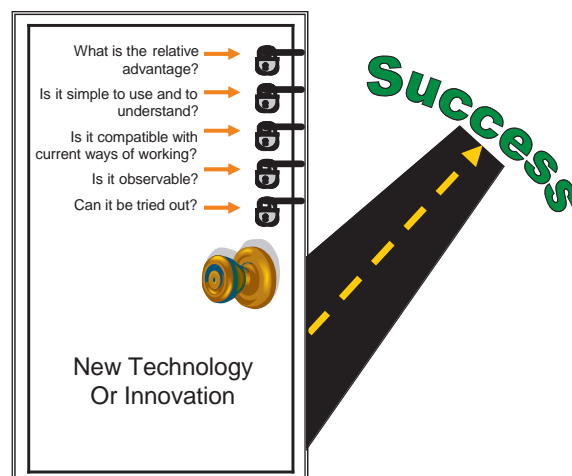 What is the relative
advantage?
Is it simple to use and to
understand?
Is it compatible with
current ways of working?
Is it observable?
Can it be tried out?
New Technology
Or Innovation
Success